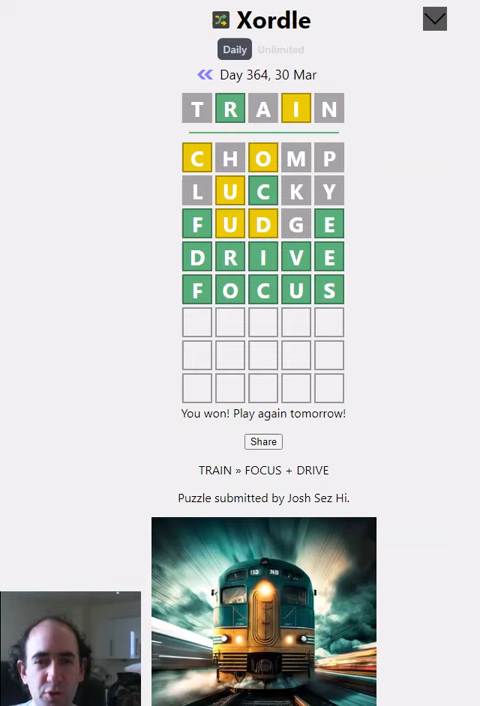 Xordle
Daily Unlimited
Day 364, 30 Mar
TRAIN
CHOMP
LUCKY
FUDGE
DRIVE
FOCUS
You won! Play again tomorrow!
Share
TRAIN » FOCUS + DRIVE
Puzzle submitted by Josh Sez Hi.